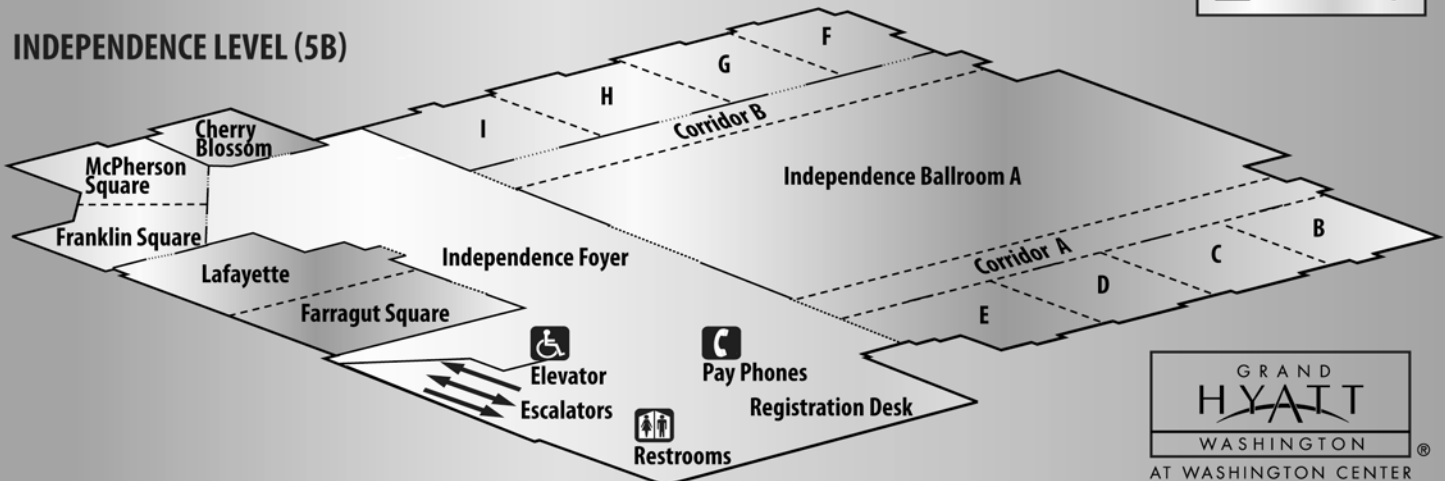 INDEPENDENCE LEVEL (5B)
F
G
H
I
Corridor B
Cherry
Blossom
McPherson
Square
Franklin Square
Lafayette
Farragut Square
Independence Foyer
Independence Ballroom A
Corridor A
B
C
D
E
Elevator
Escalators
Pay Phones
Registration Desk
Restrooms
GRAND
HYATT
WASHINGTON
®
AT WASHINGTON CENTER